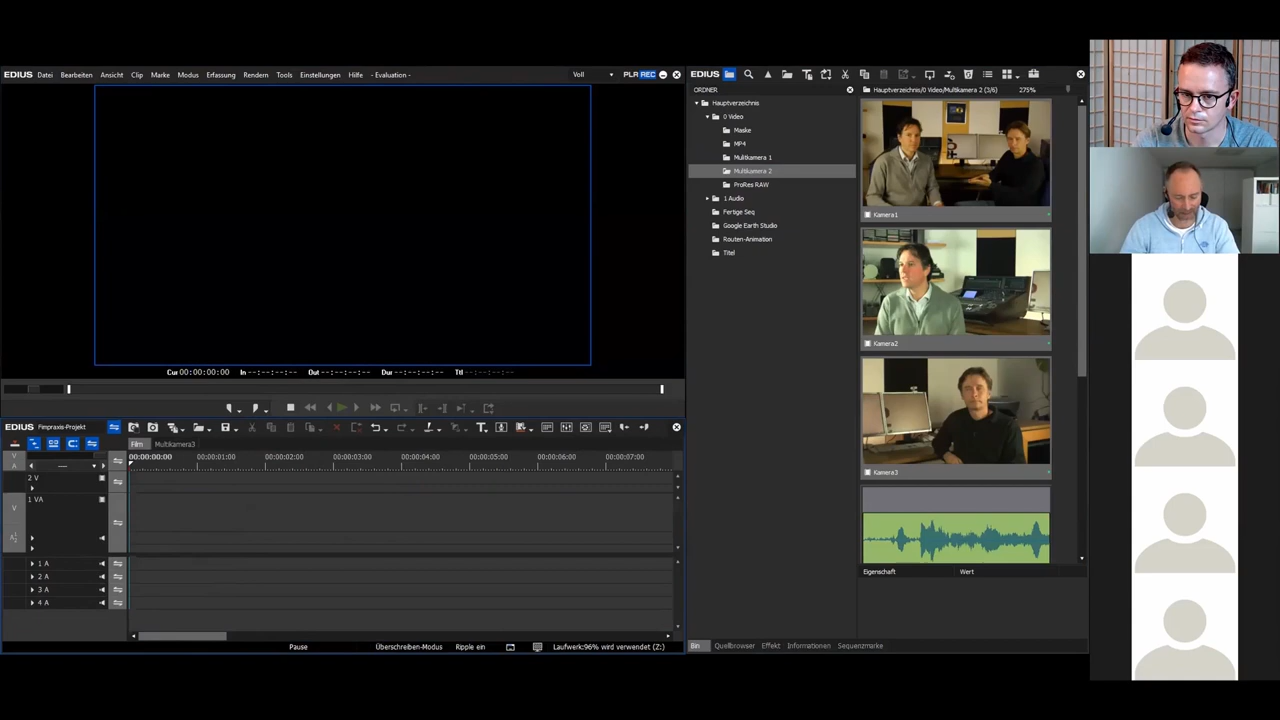 EDIUS Datei Bearbeiten Ansicht Clip Marke Modus Erfassung Rendern Tools Einstellungen Hilfe - Evaluation -
Voll
PLR REC
Cur 00:00:00:00 In --:--:--:-- Out --:--:--:-- Dur --:--:--:-- Ttl --:--:--:--
EDIUS
ORDNER
Hauptverzeichnis
0 Video
Maske
MP4
Mulitkamera 1
Multikamera 2
ProRes RAW
1 Audio
Fertige Seq
Google Earth Studio
Routen-Animation
Titel
Hauptverzeichnis/0 Video/Multikamera 2 (3/6) 275%
Kamera1
Kamera2
Kamera3
Eigenschaft Wert
Bin Quellbrowser Effekt Informationen Sequenzmarke
EDIUS Fimpraxis-Projekt
Film Multikamera3
00:00:00:00 00:00:01:00 00:00:02:00 00:00:03:00 00:00:04:00 00:00:05:00 00:00:06:00 00:00:07:00
V
A
2 V
1 VA
V
1 A
2 A
3 A
4 A
Pause Überschreiben-Modus Ripple ein Laufwerk:96% wird verwendet (Z:)